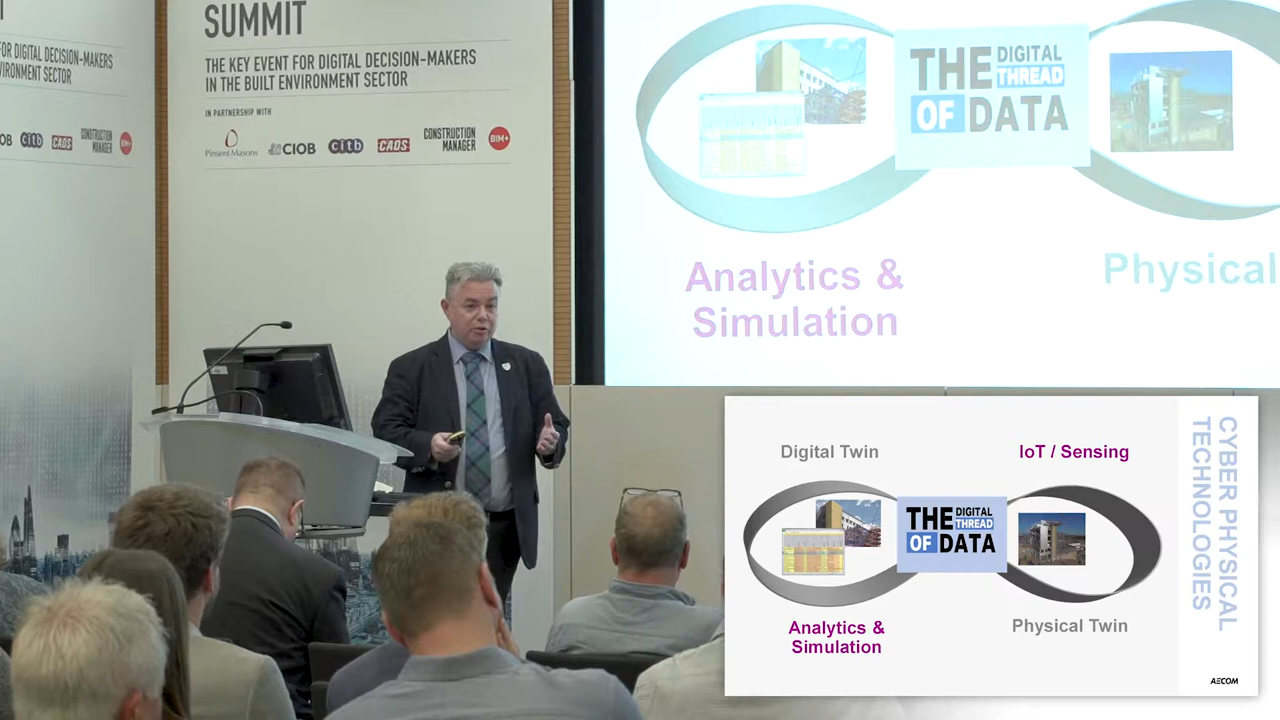 SUMMIT
THE KEY EVENT FOR DIGITAL DECISION-MAKERS
IN THE BUILT ENVIRONMENT SECTOR
IN PARTNERSHIP WITH
Pinsent Masons
CIOB
citb
CADS
CONSTRUCTION
MANAGER
BIM+
FOR DIGITAL DECISION-MAKERS
VIRONMENT SECTOR
IOB
citb
CADS
CONSTRUCTION
MANAGER
THE DIGITAL
THREAD
OF DATA
Analytics &
Simulation
Physical
Digital Twin
IoT / Sensing
THE DIGITAL
THREAD
OF DATA
Analytics &
Simulation
Physical Twin
CYBER PHYSICAL
TECHNOLOGIES
AECOM